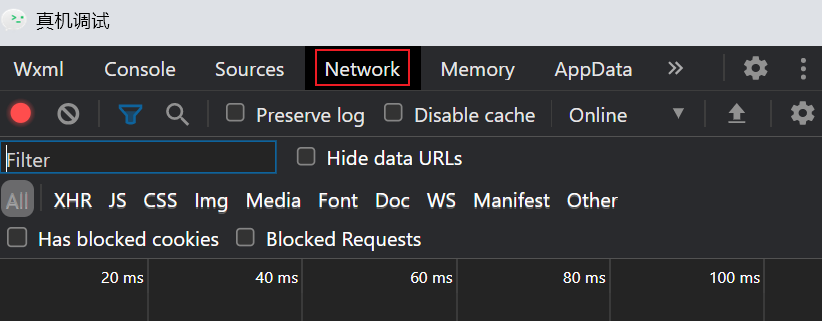 真机调试
Wxml Console Sources Network Memory AppData
Preserve log Disable cache Online
Filter Hide data URLs
All XHR JS CSS Img Media Font Doc WS Manifest Other
Has blocked cookies Blocked Requests
20 ms 40 ms 60 ms 80 ms 100 ms